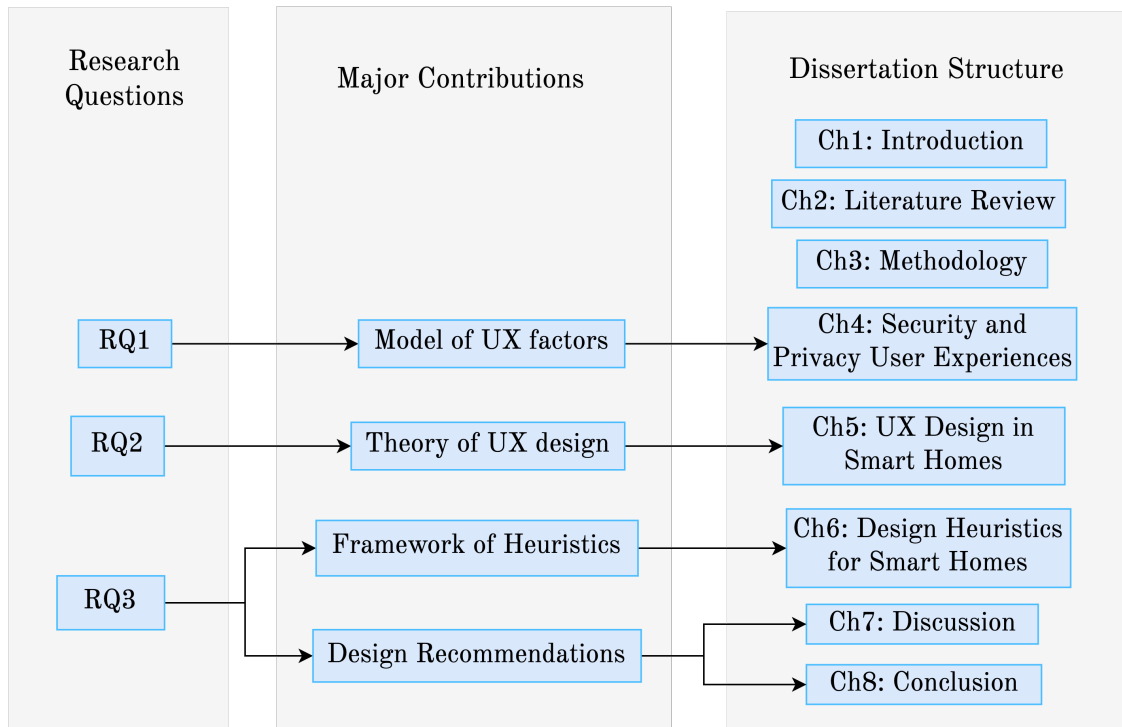 Research
Questions
Major Contributions
Dissertation Structure
Ch1: Introduction
Ch2: Literature Review
Ch3: Methodology
RQ1
Model of UX factors
Ch4: Security and
Privacy User Experiences
RQ2
Theory of UX design
Ch5: UX Design in
Smart Homes
RQ3
Framework of Heuristics
Ch6: Design Heuristics
for Smart Homes
Design Recommendations
Ch7: Discussion
Ch8: Conclusion